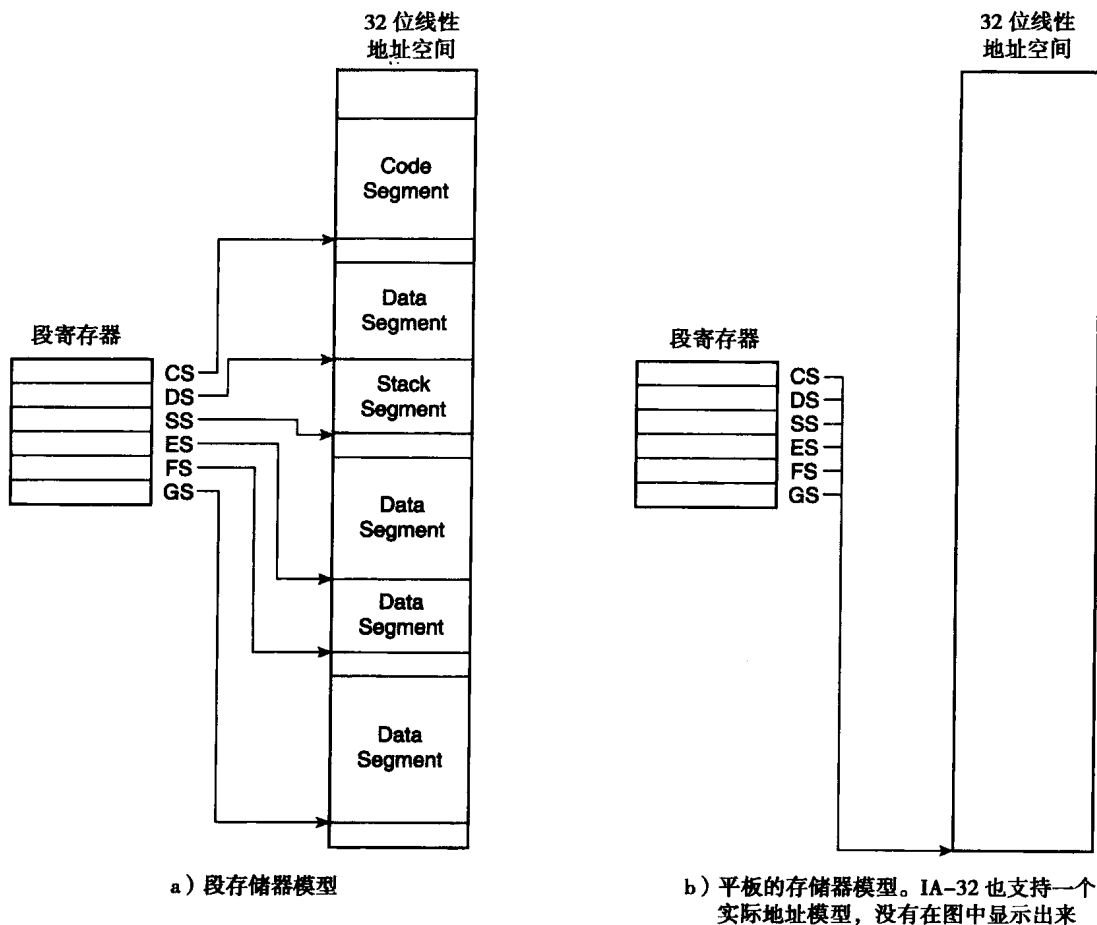 32 位线性
地址空间
Code
Segment
Data
Segment
Stack
Segment
Data
Segment
Data
Segment
Data
Segment
段寄存器
CS
DS
SS
ES
FS
GS
a）段存储器模型
32 位线性
地址空间
段寄存器
CS
DS
SS
ES
FS
GS
b）平板的存储器模型。IA-32 也支持一个
实际地址模型，没有在图中显示出来